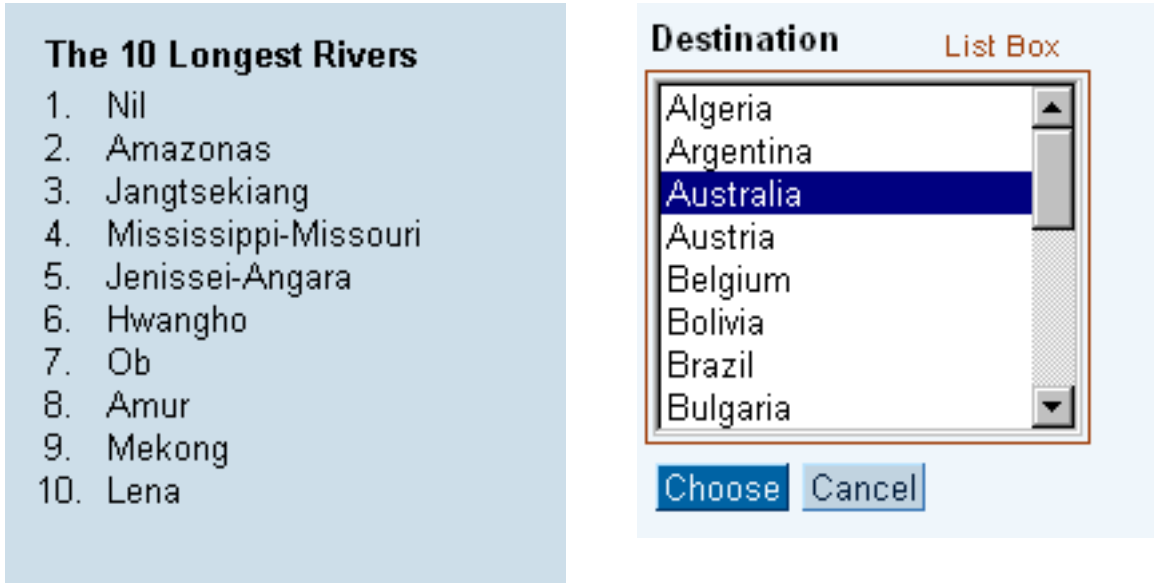 The 10 Longest Rivers
1. Nil
2. Amazonas
3. Jangtsekiang
4. Mississippi-Missouri
5. Jenissei-Angara
6. Hwangho
7. Ob
8. Amur
9. Mekong
10. Lena
Destination List Box
Algeria
Argentina
Australia
Austria
Belgium
Bolivia
Brazil
Bulgaria
Choose Cancel